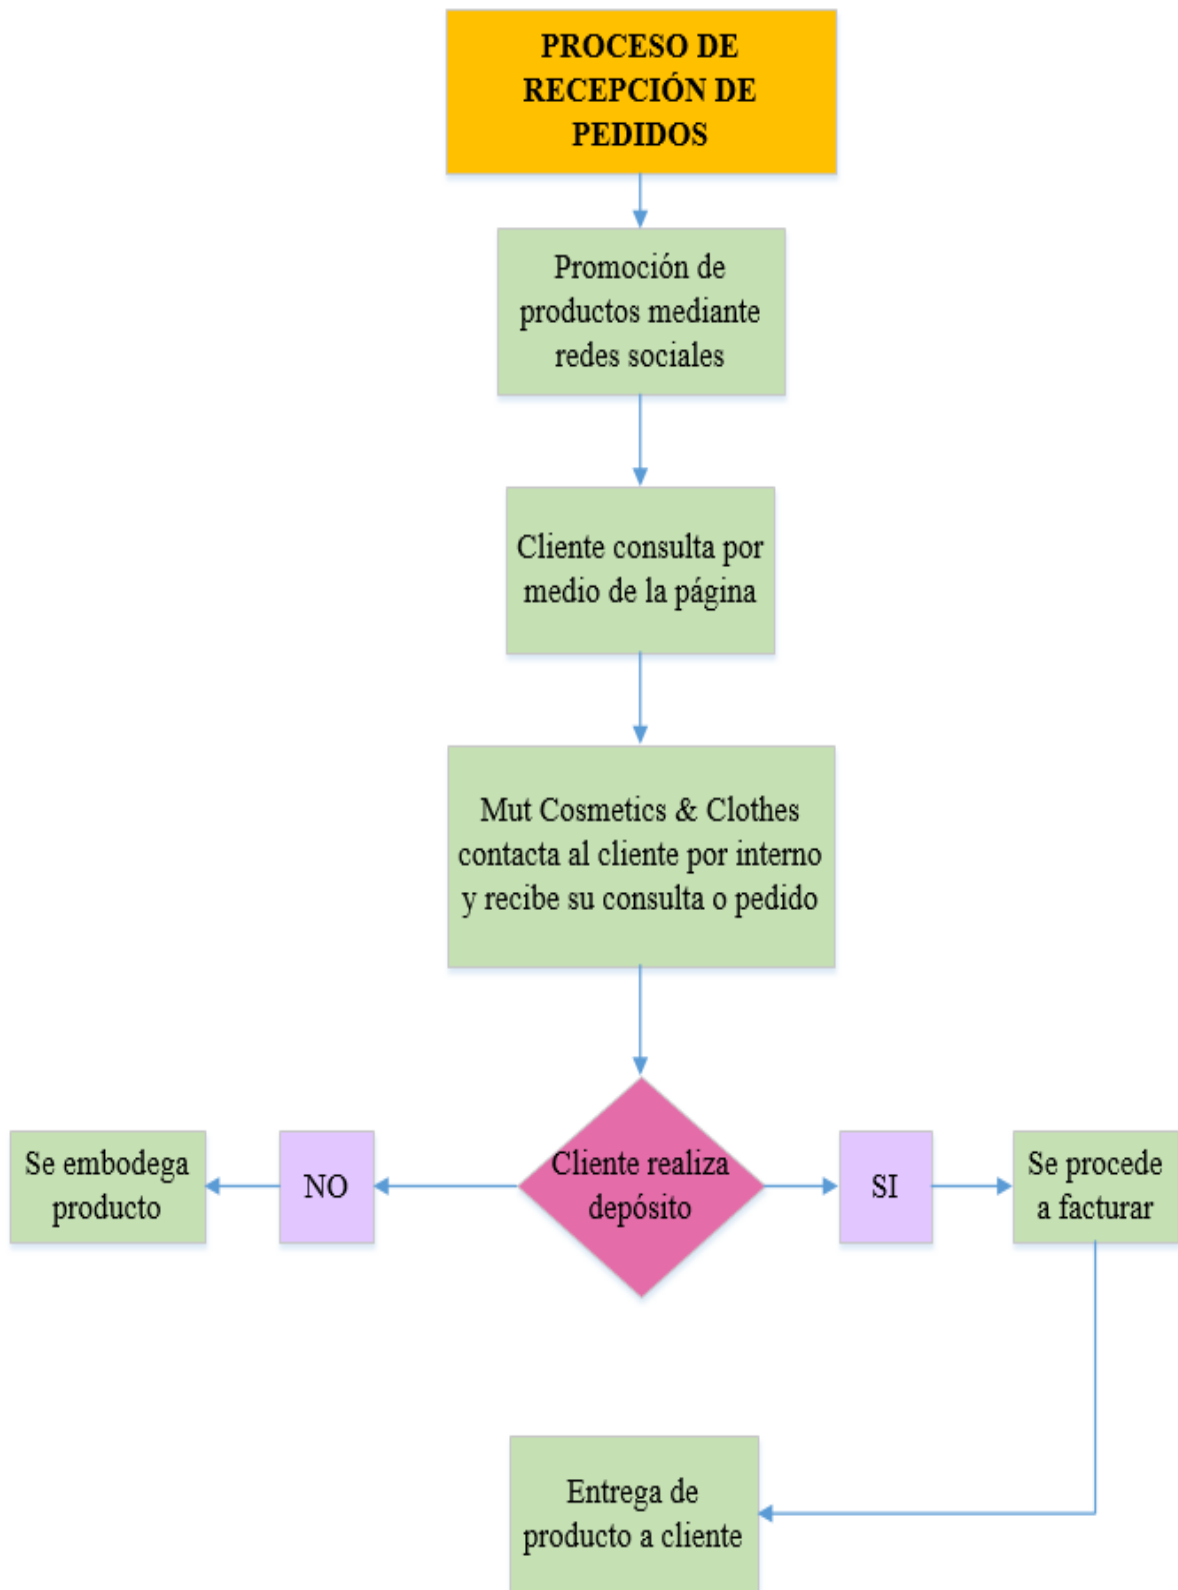 PROCESO DE
RECEPCIÓN DE
PEDIDOS
Promoción de
productos mediante
redes sociales
Cliente consulta por
medio de la página
Mut Cosmetics & Clothes
contacta al cliente por interno
y recibe su consulta o pedido
Se embodega
producto
NO
Cliente realiza
depósito
SI
Se procede
a facturar
Entrega de
producto a cliente